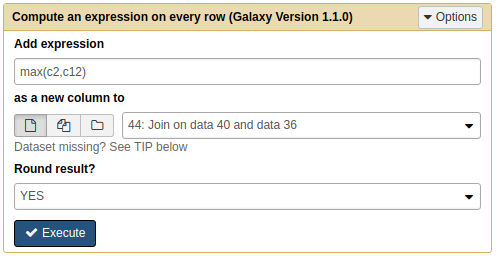 Compute an expression on every row (Galaxy Version 1.1.0)
Options
Add expression
max(c2,c12)
as a new column to
44: Join on data 40 and data 36
Dataset missing? See TIP below
Round result?
YES
Execute